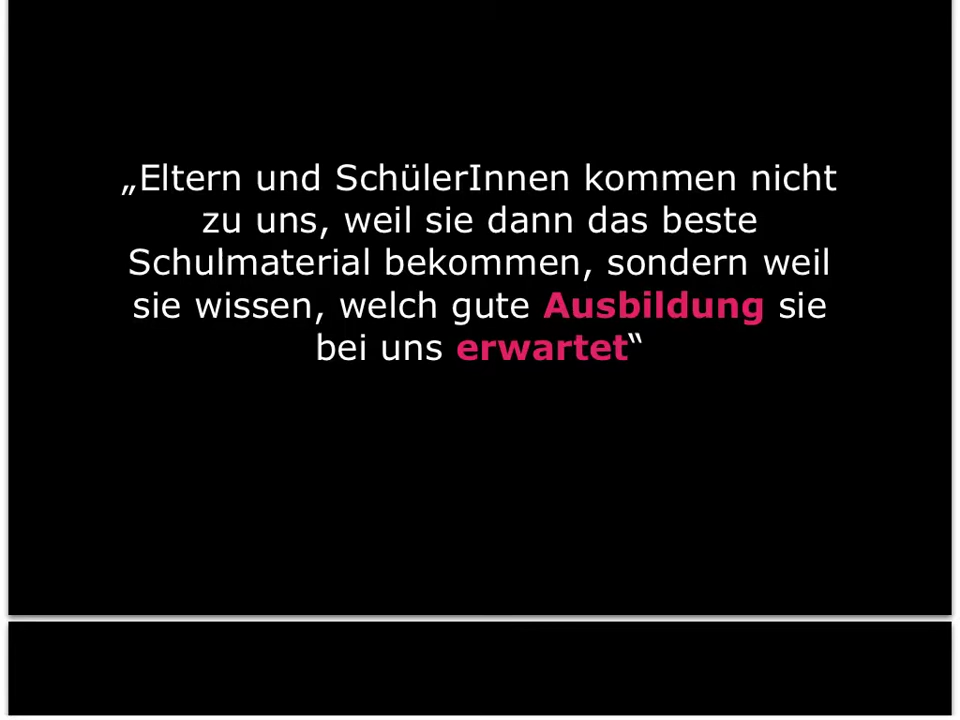 „Eltern und SchülerInnen kommen nicht
zu uns, weil sie dann das beste
Schulmaterial bekommen, sondern weil
sie wissen, welch gute Ausbildung sie
bei uns erwartet“